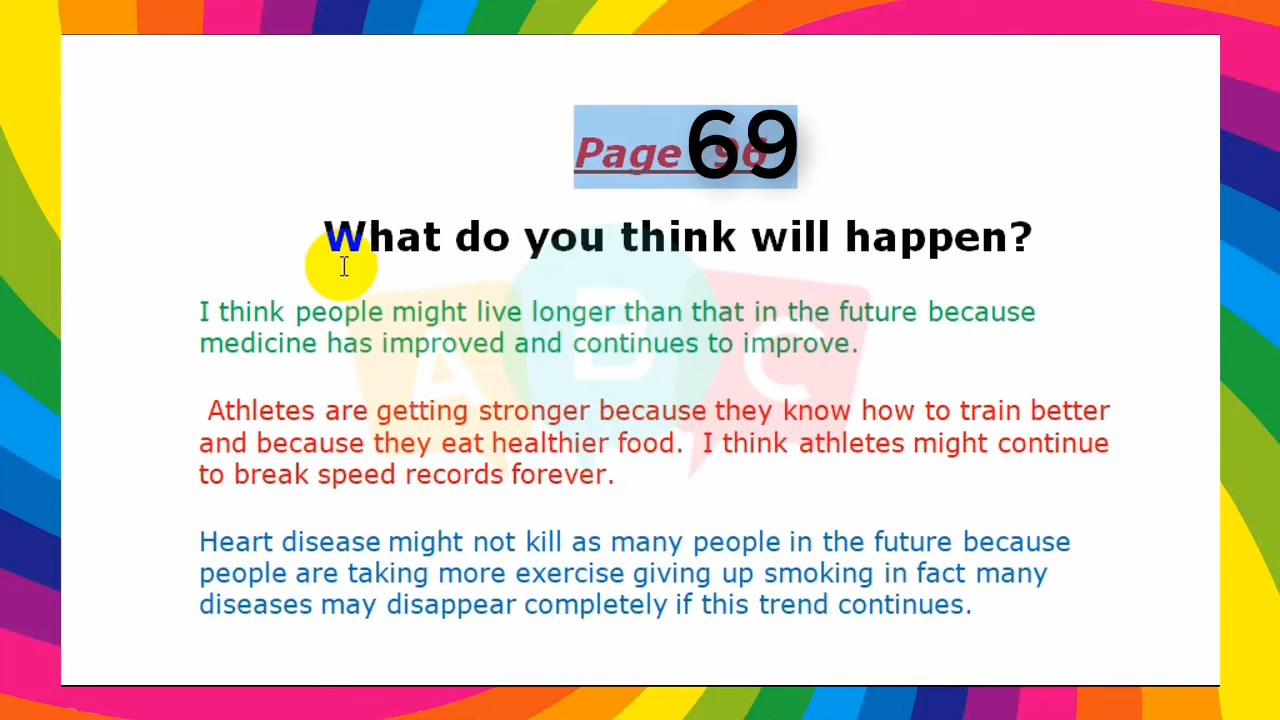 Page 96
69
What do you think will happen?
I think people might live longer than that in the future because
medicine has improved and continues to improve.
Athletes are getting stronger because they know how to train better
and because they eat healthier food.  I think athletes might continue
to break speed records forever.
Heart disease might not kill as many people in the future because
people are taking more exercise giving up smoking in fact many
diseases may disappear completely if this trend continues.
A B C